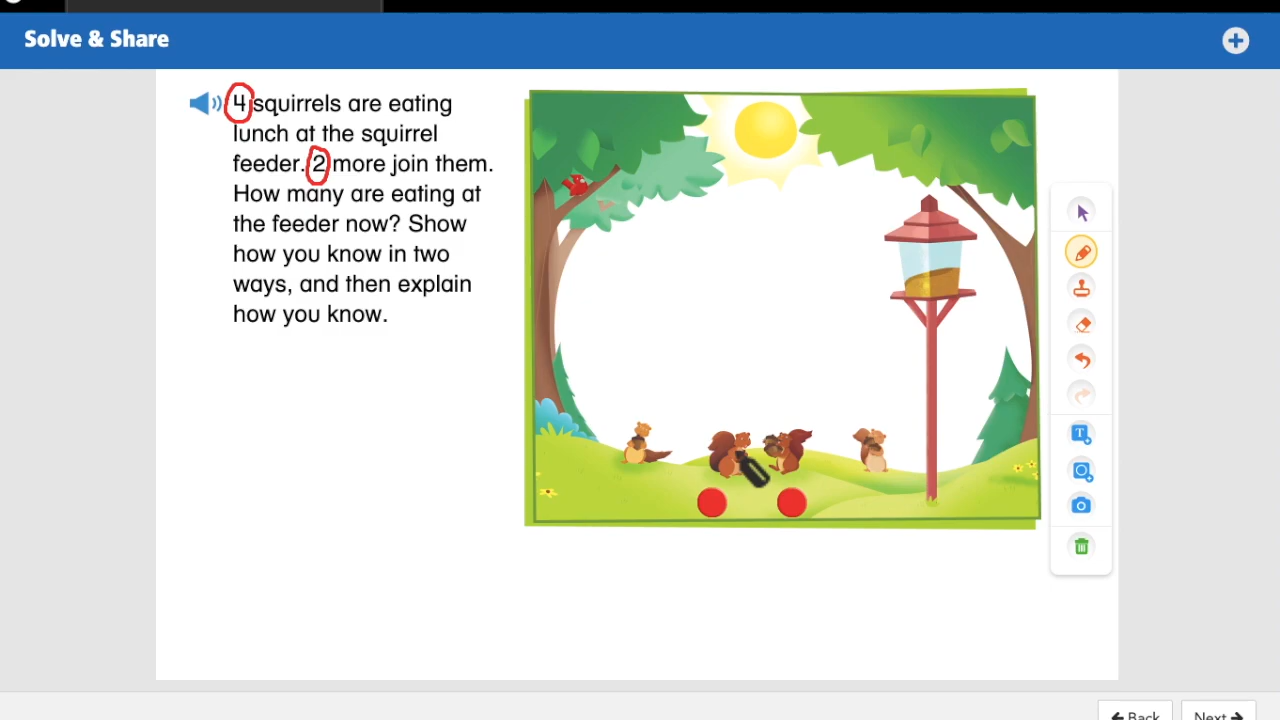 Solve & Share
4 squirrels are eating
lunch at the squirrel
feeder. 2 more join them.
How many are eating at
the feeder now? Show
how you know in two
ways, and then explain
how you know.
T
Back
Next